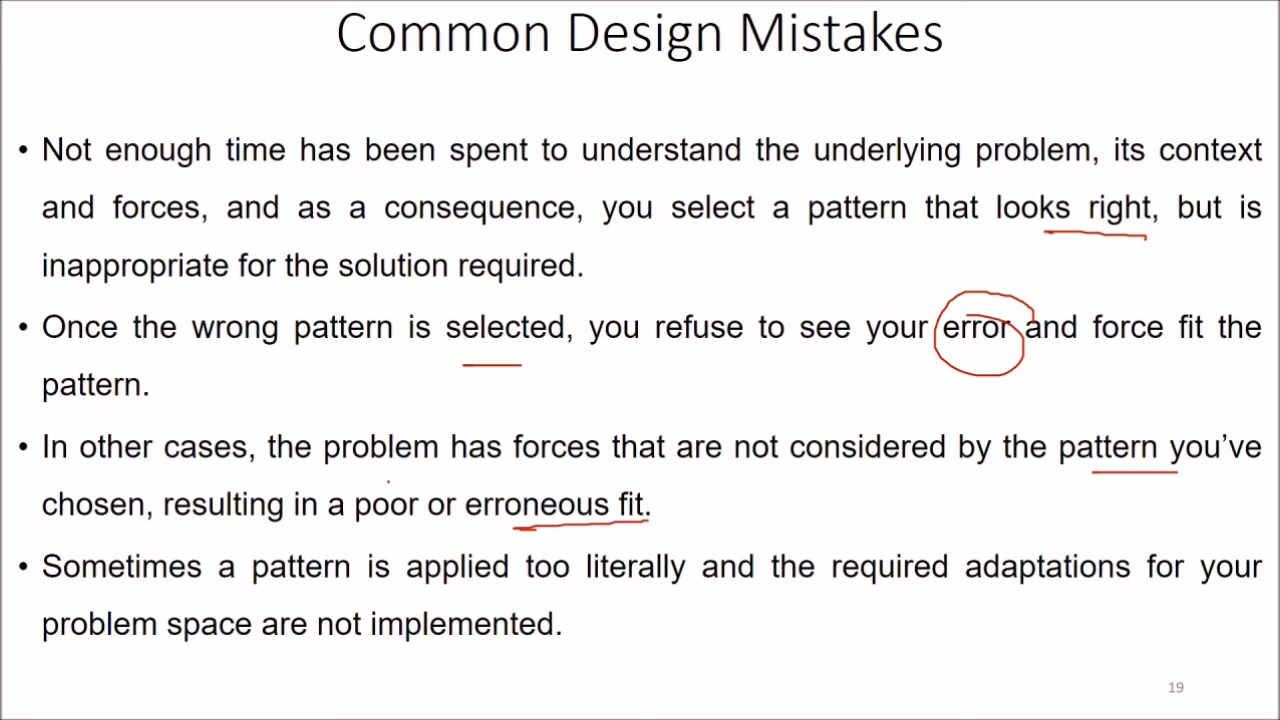 Common Design Mistakes
• Not enough time has been spent to understand the underlying problem, its context
and forces, and as a consequence, you select a pattern that looks right, but is
inappropriate for the solution required.
• Once the wrong pattern is selected, you refuse to see your error and force fit the
pattern.
• In other cases, the problem has forces that are not considered by the pattern you’ve
chosen, resulting in a poor or erroneous fit.
• Sometimes a pattern is applied too literally and the required adaptations for your
problem space are not implemented.
19